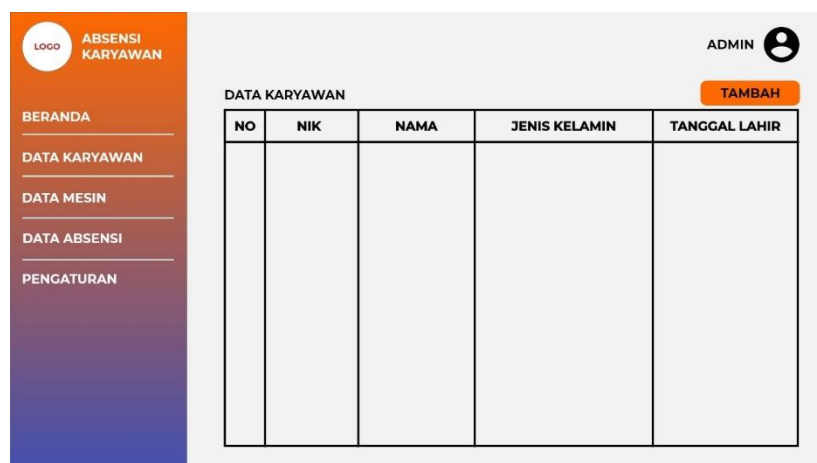 LOGO
ABSENSI
KARYAWAN
ADMIN
BERANDA
DATA KARYAWAN
DATA MESIN
DATA ABSENSI
PENGATURAN
DATA KARYAWAN
TAMBAH
NO NIK NAMA JENIS KELAMIN TANGGAL LAHIR